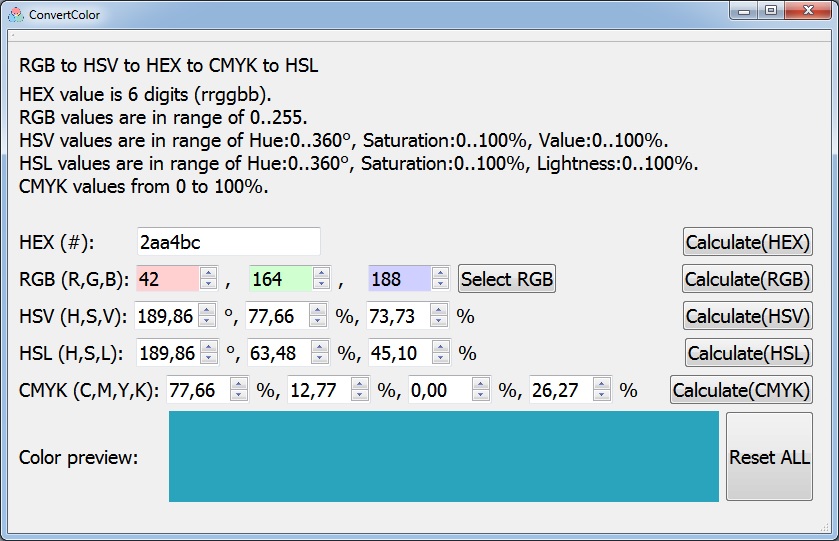 ConvertColor
RGB to HSV to HEX to CMYK to HSL
HEX value is 6 digits (rrggbb).
RGB values are in range of 0..255.
HSV values are in range of Hue:0..360º, Saturation:0..100%, Value:0..100%.
HSL values are in range of Hue:0..360º, Saturation:0..100%, Lightness:0..100%.
CMYK values from 0 to 100%.
HEX (#): 2aa4bc Calculate(HEX)
RGB (R,G,B): 42 , 164 , 188 Select RGB Calculate(RGB)
HSV (H,S,V): 189,86 º, 77,66 %, 73,73 % Calculate(HSV)
HSL (H,S,L): 189,86 º, 63,48 %, 45,10 % Calculate(HSL)
CMYK (C,M,Y,K): 77,66 %, 12,77 %, 0,00 %, 26,27 % Calculate(CMYK)
Color preview: Reset ALL